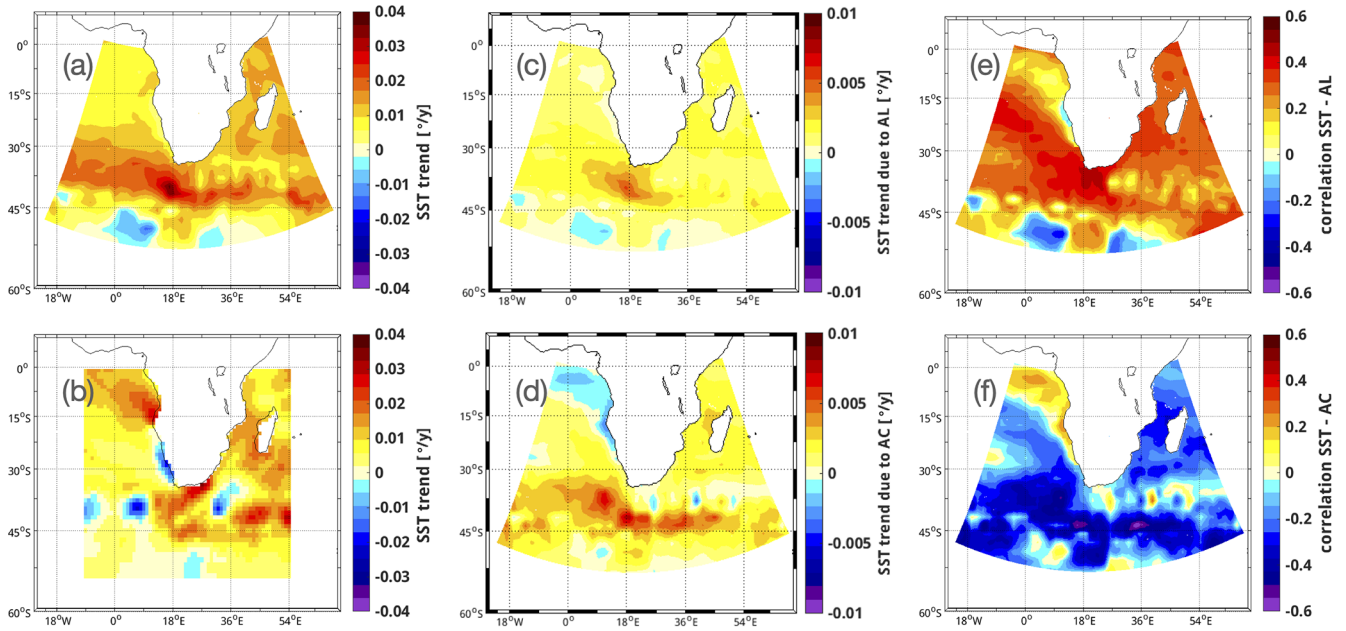 (a)
0°
15°S
30°S
45°S
60°S
18°W
0°
18°E
36°E
54°E
0.04
0.03
0.02
0.01
0
-0.01
-0.02
-0.03
-0.04
SST trend [°/y]
(c)
0°
15°S
30°S
45°S
60°S
18°W
0°
18°E
36°E
54°E
0.01
0.005
0
-0.005
-0.01
SST trend due to AL [°/y]
(e)
0°
15°S
30°S
45°S
60°S
18°W
0°
18°E
36°E
54°E
0.6
0.4
0.2
0
-0.2
-0.4
-0.6
correlation SST - AL
(b)
0°
15°S
30°S
45°S
60°S
18°W
0°
18°E
36°E
54°E
0.04
0.03
0.02
0.01
0
-0.01
-0.02
-0.03
-0.04
SST trend [°/y]
(d)
0°
15°S
30°S
45°S
60°S
18°W
0°
18°E
36°E
54°E
0.01
0.005
0
-0.005
-0.01
SST trend due to AC [°/y]
(f)
0°
15°S
30°S
45°S
60°S
18°W
0°
18°E
36°E
54°E
0.6
0.4
0.2
0
-0.2
-0.4
-0.6
correlation SST - AC